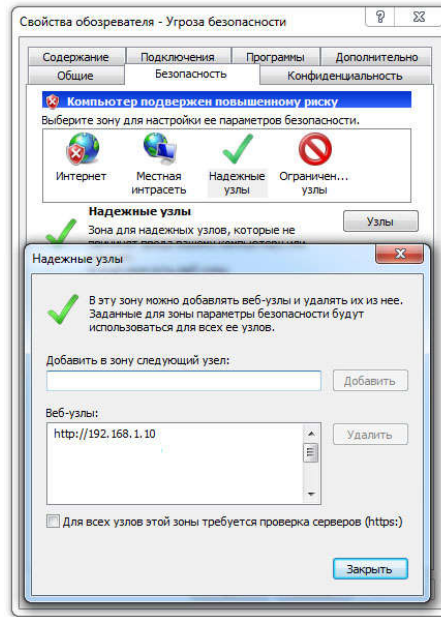 Свойства обозревателя - Угроза безопасности
Содержание Подключения Программы Дополнительно
Общие Безопасность Конфиденциальность
Компьютер подвержен повышенному риску
Выберите зону для настройки ее параметров безопасности.
Интернет Местная интрасеть Надежные узлы Ограничен... узлы
Надежные узлы
Узлы
Зона для надежных узлов, которые не
Надежные узлы
В эту зону можно добавлять веб-узлы и удалять их из нее.
Заданные для зоны параметры безопасности будут
использоваться для всех ее узлов.
Добавить в зону следующий узел:
Добавить
Веб-узлы:
http://192.168.1.10
Удалить
Для всех узлов этой зоны требуется проверка серверов (https:)
Закрыть